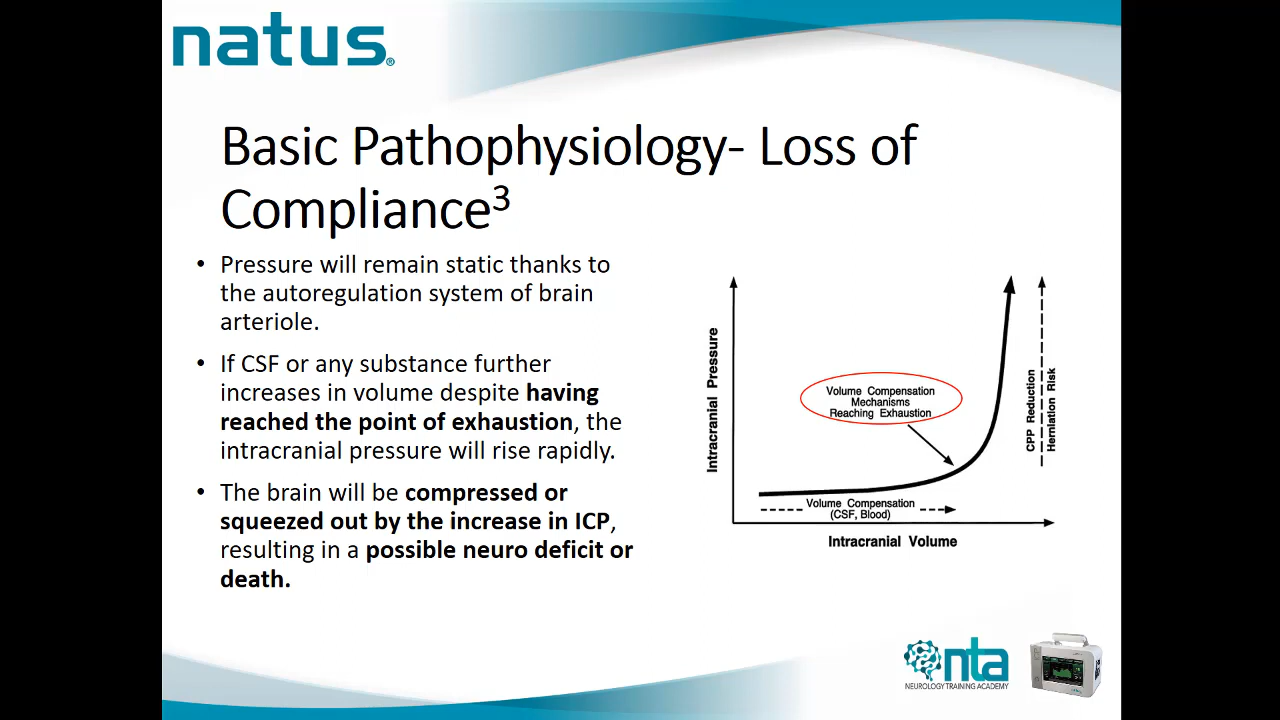 natus®
Basic Pathophysiology- Loss of
Compliance³
• Pressure will remain static thanks to
the autoregulation system of brain
arteriole.
• If CSF or any substance further
increases in volume despite having
reached the point of exhaustion, the
intracranial pressure will rise rapidly.
• The brain will be compressed or
squeezed out by the increase in ICP,
resulting in a possible neuro deficit or
death.
Intracranial Pressure
Volume Compensation
Mechanisms
Reaching Exhaustion
CPP Reduction
Herniation Risk
Volume Compensation
(CSF, Blood)
Intracranial Volume
nta
NEUROLOGY TRAINING ACADEMY